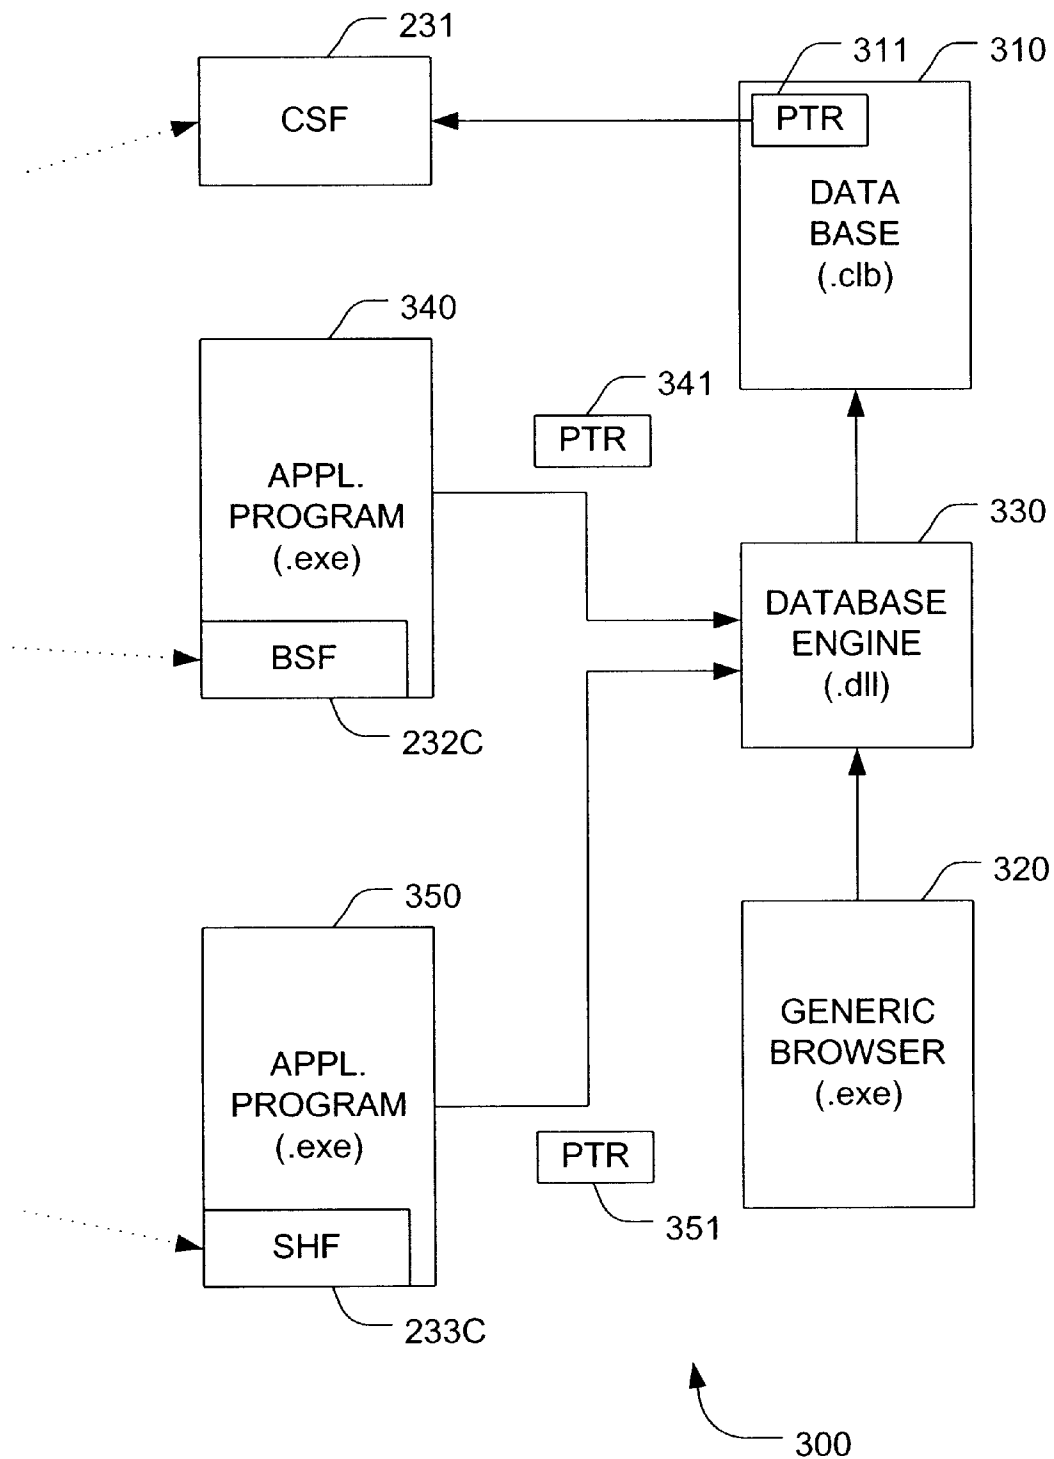 231
CSF
311
310
PTR
DATA
BASE
(.clb)
340
341
PTR
APPL.
PROGRAM
(.exe)
BSF
232C
330
DATABASE
ENGINE
(.dll)
350
320
GENERIC
BROWSER
(.exe)
APPL.
PROGRAM
(.exe)
PTR
351
SHF
233C
300